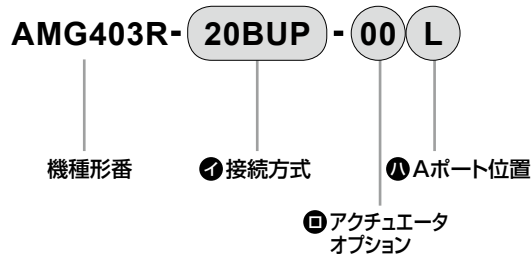 AMG403R- 20BUP - 00 L
機種形番
イ 接続方式
ハ Aポート位置
ロ アクチュエータ
オプション